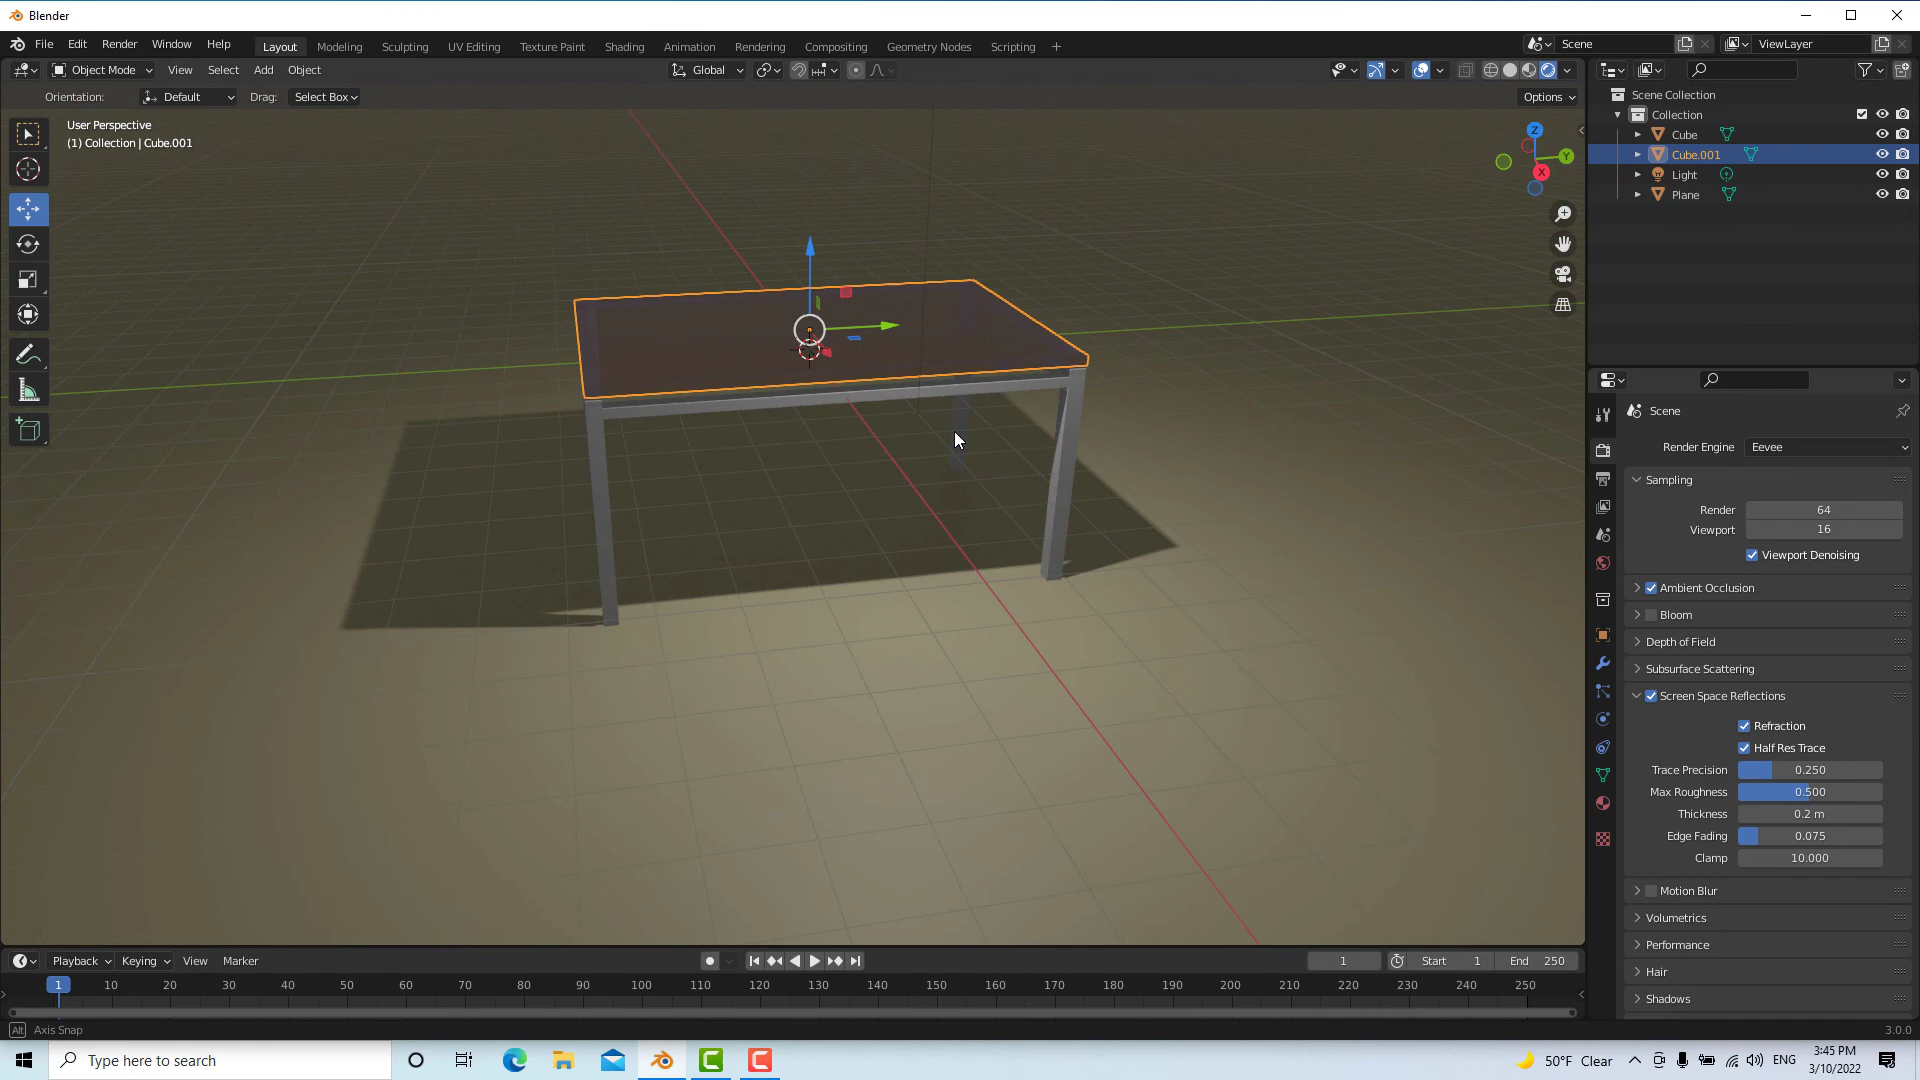 Blender
File Edit Render Window Help
Layout Modeling Sculpting UV Editing Texture Paint Shading Animation Rendering Compositing Geometry Nodes Scripting +
Scene ViewLayer
Object Mode View Select Add Object
Global
Orientation: Default Drag: Select Box
Options
User Perspective
(1) Collection | Cube.001
Z
Y
X
Scene Collection
Collection
Cube
Cube.001
Light
Plane
Scene
Render Engine Eevee
Sampling
Render 64
Viewport 16
Viewport Denoising
Ambient Occlusion
Bloom
Depth of Field
Subsurface Scattering
Screen Space Reflections
Refraction
Half Res Trace
Trace Precision 0.250
Max Roughness 0.500
Thickness 0.2 m
Edge Fading 0.075
Clamp 10.000
Motion Blur
Volumetrics
Performance
Hair
Shadows
Playback Keying View Marker
1 Start 1 End 250
1 10 20 30 40 50 60 70 80 90 100 110 120 130 140 150 160 170 180 190 200 210 220 230 240 250
Alt Axis Snap
3.0.0
Type here to search
50°F Clear
ENG
3:45 PM
3/10/2022